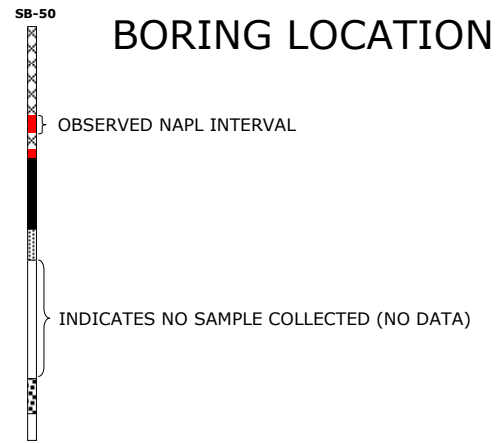 SB-50
BORING LOCATION
OBSERVED NAPL INTERVAL
INDICATES NO SAMPLE COLLECTED (NO DATA)